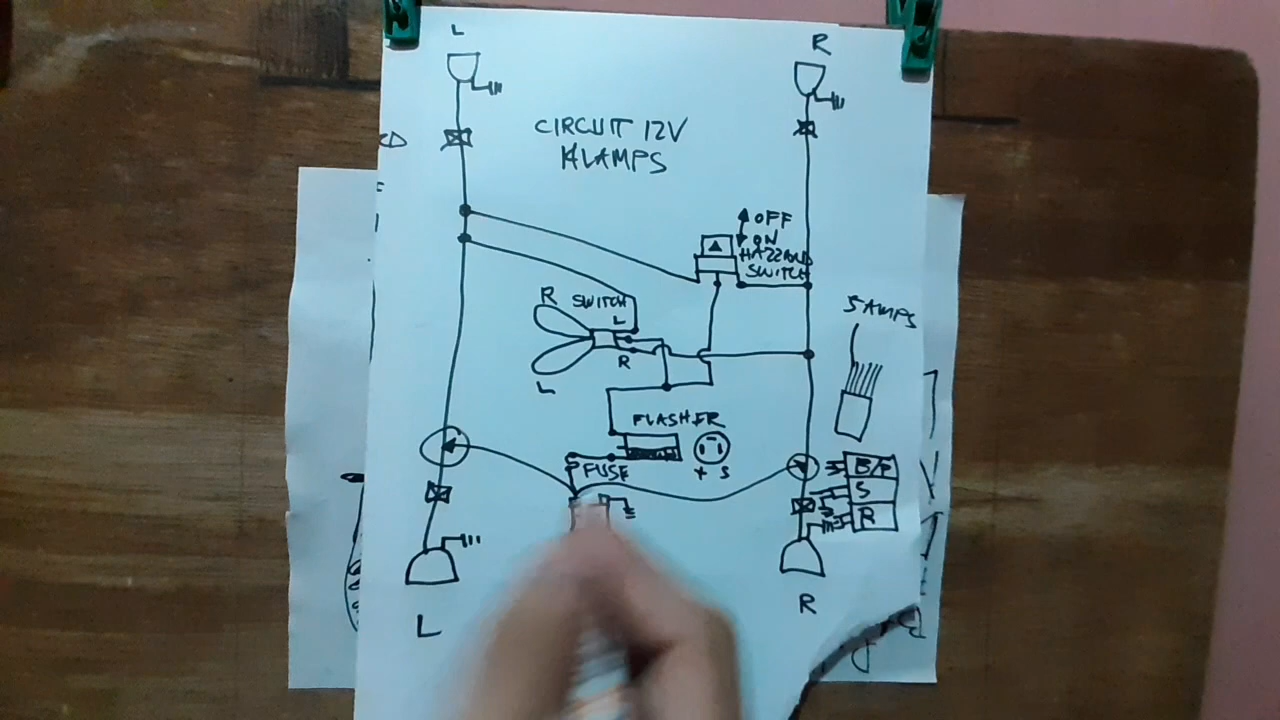 L
R
CIRCUIT 12V
4LAMPS
OFF
ON
HAZZARD
SWITCH
R SWITCH
L
R
L
5AMPS
FLASHER
+ S
FUSE
B/P
S
R
L
R